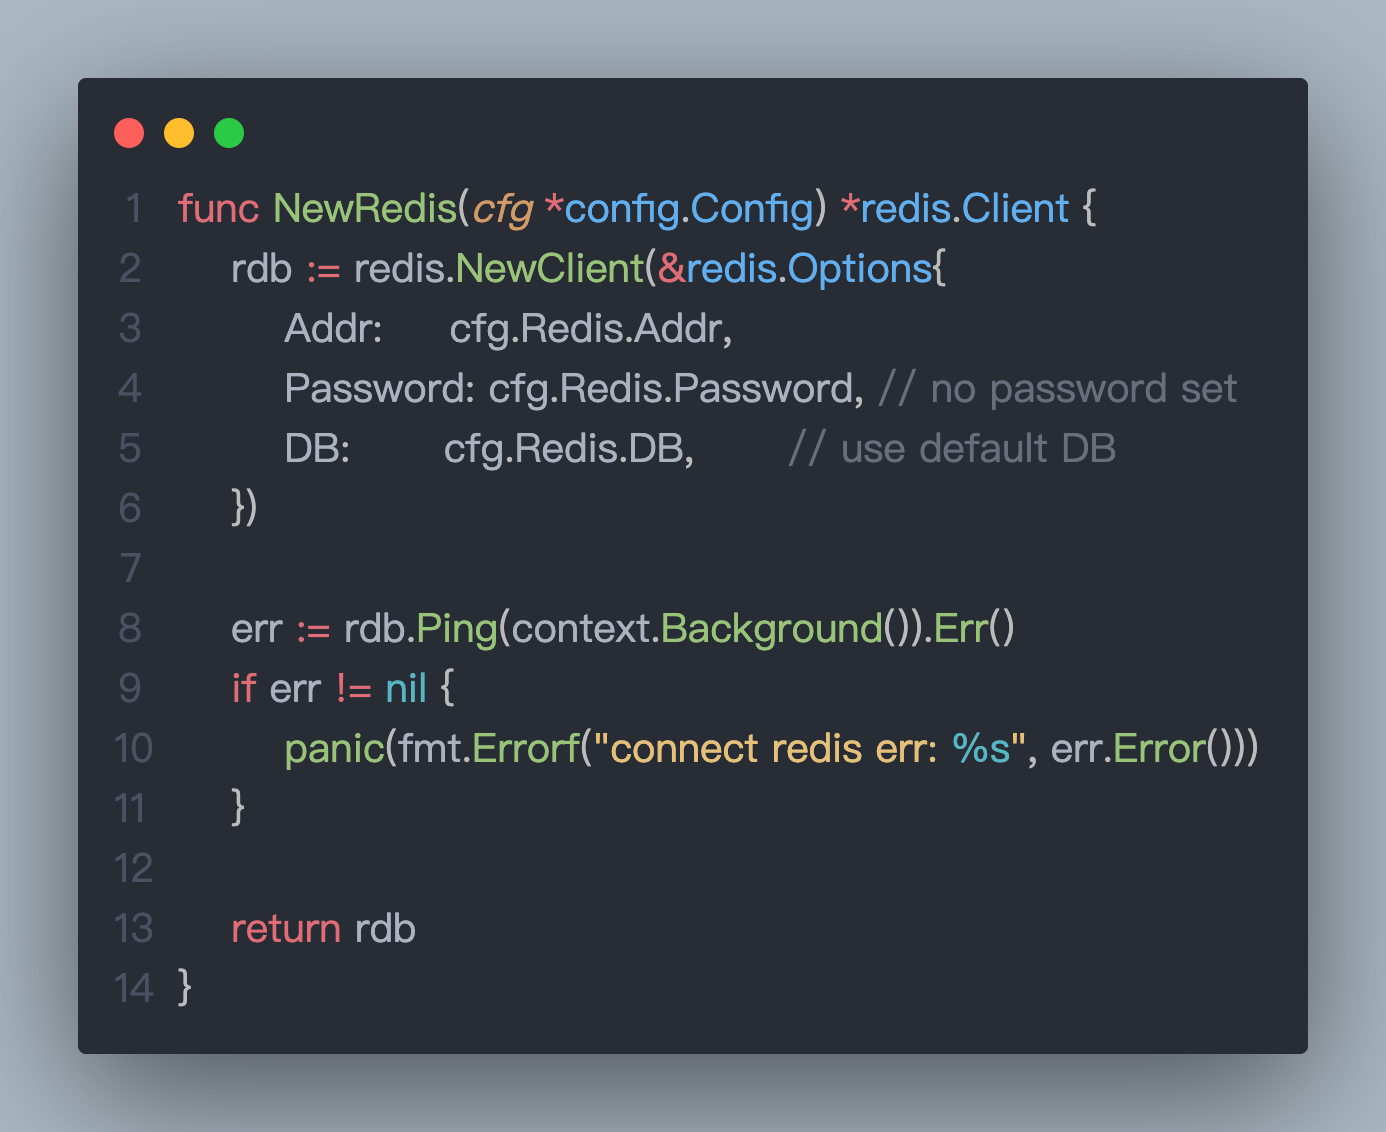 1 func NewRedis(cfg *config.Config) *redis.Client {
2     rdb := redis.NewClient(&redis.Options{
3         Addr:     cfg.Redis.Addr,
4         Password: cfg.Redis.Password, // no password set
5         DB:       cfg.Redis.DB,       // use default DB
6     })
7
8     err := rdb.Ping(context.Background()).Err()
9     if err != nil {
10         panic(fmt.Errorf("connect redis err: %s", err.Error()))
11     }
12
13     return rdb
14 }